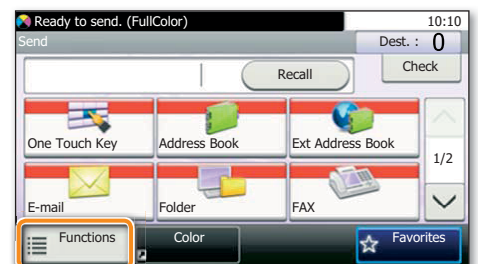 Ready to send. (FullColor) 10:10
Send Dest. : 0
Recall Check
One Touch Key Address Book Ext Address Book
1/2
E-mail Folder FAX
Functions Color Favorites